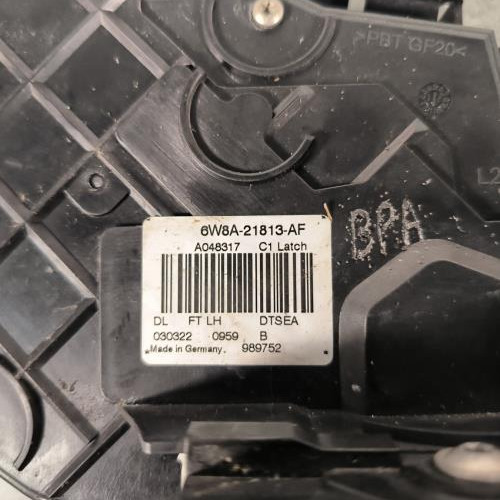 >PBT GF20<
L2
6W8A-21813-AF
A048317 C1 Latch
BPA
DL FT LH DTSEA
030322 0959 B
Made in Germany. 989752